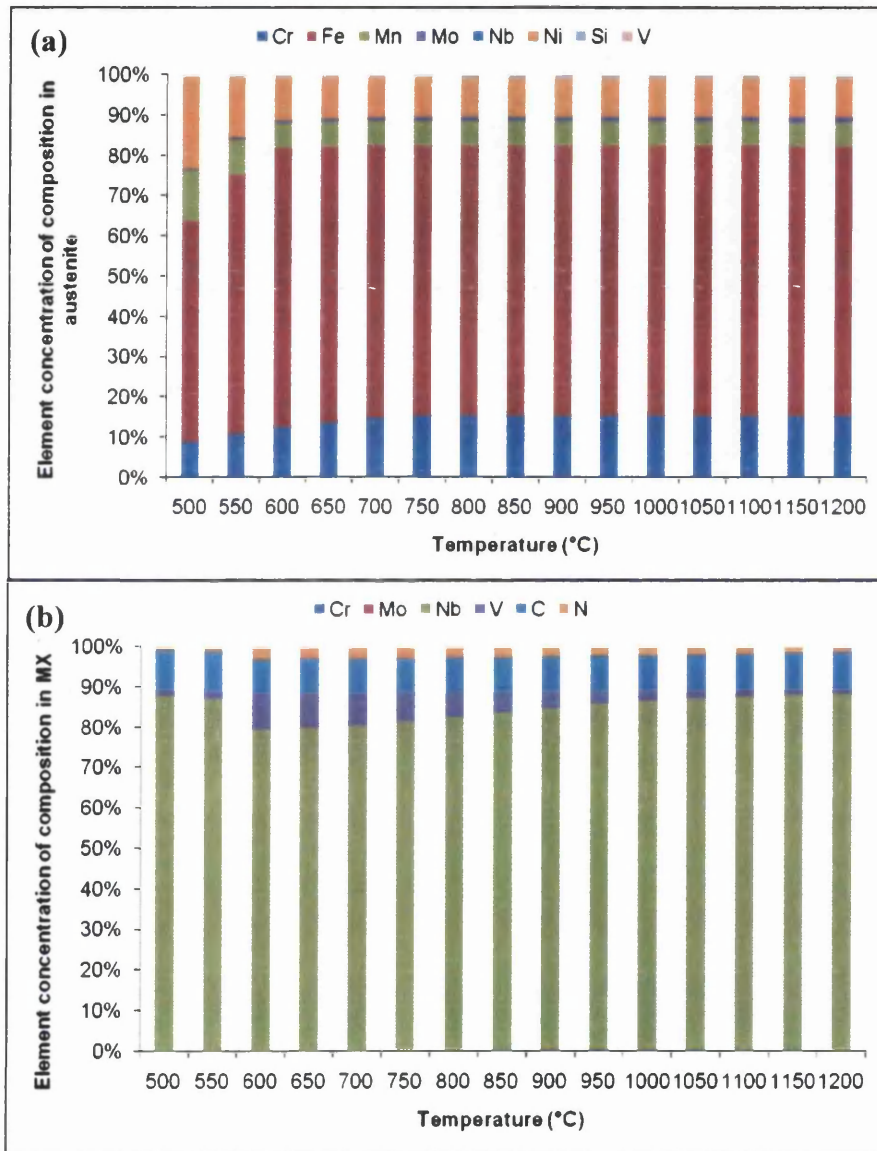 (a)
Cr Fe Mn Mo Nb Ni Si V
100%
90%
80%
70%
60%
50%
40%
30%
20%
10%
0%
Element concentration of composition in
austenite
500 550 600 650 700 750 800 850 900 950 1000 1050 1100 1150 1200
Temperature (°C)
(b)
Cr Mo Nb V C N
100%
90%
80%
70%
60%
50%
40%
30%
20%
10%
0%
Element concentration of composition in MX
500 550 600 650 700 750 800 850 900 950 1000 1050 1100 1150 1200
Temperature (°C)